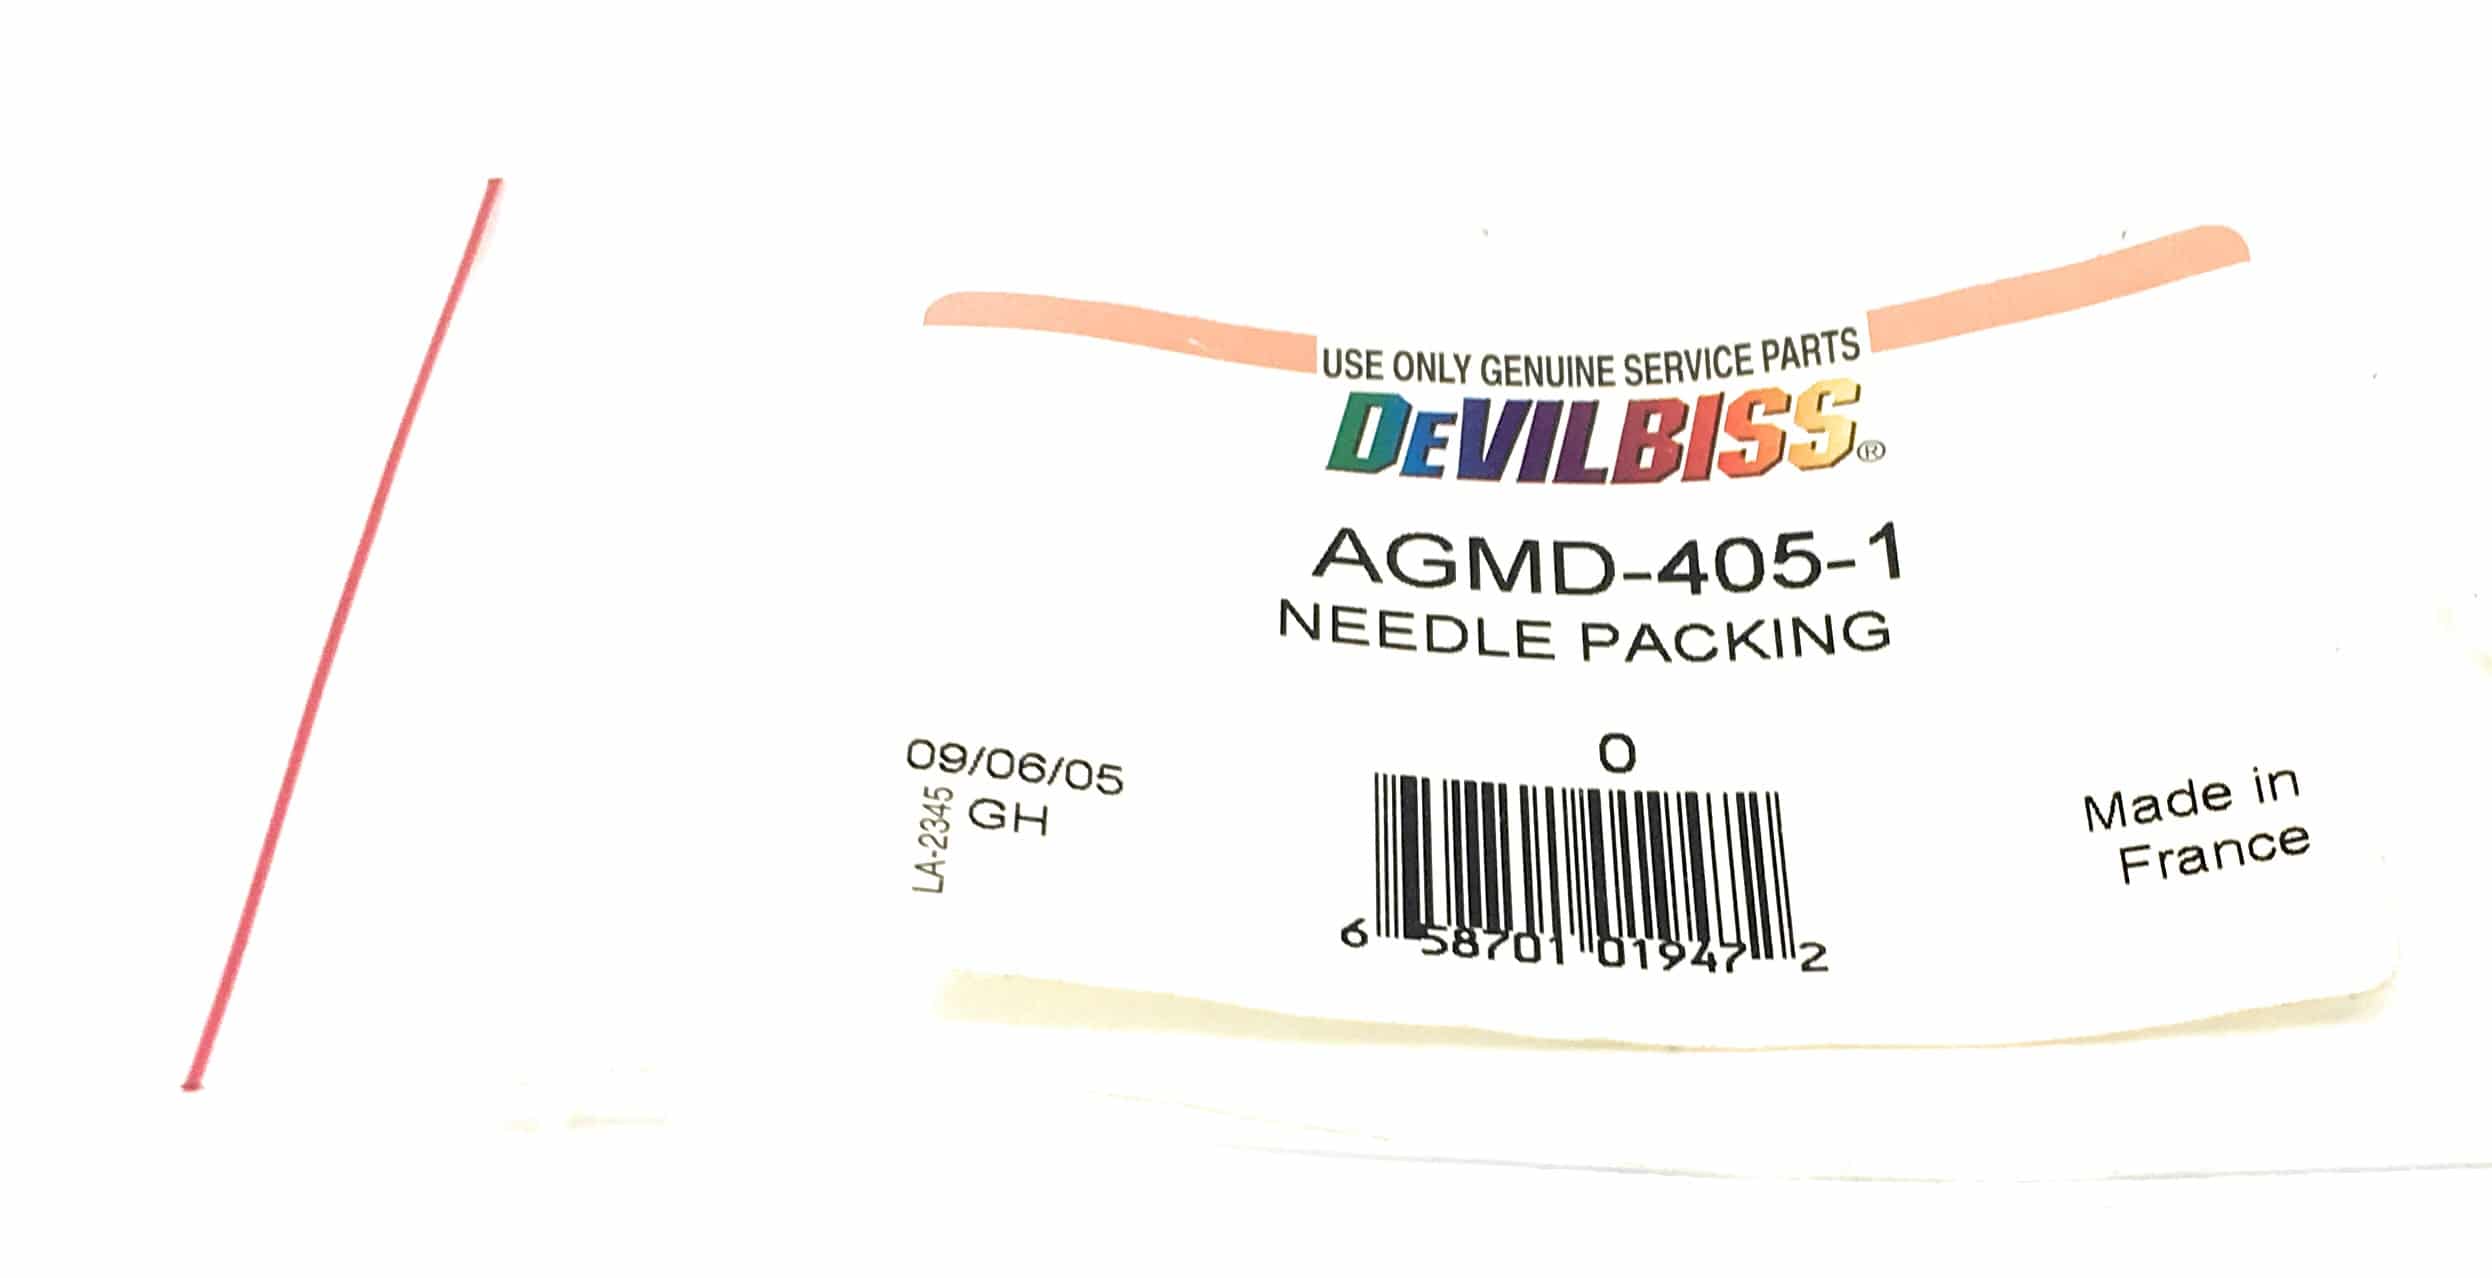 USE ONLY GENUINE SERVICE PARTS
DEVILBISS®
AGMD-405-1
NEEDLE PACKING
09/06/05
GH
LA-2345
0
6 58701 01947 2
Made in
France